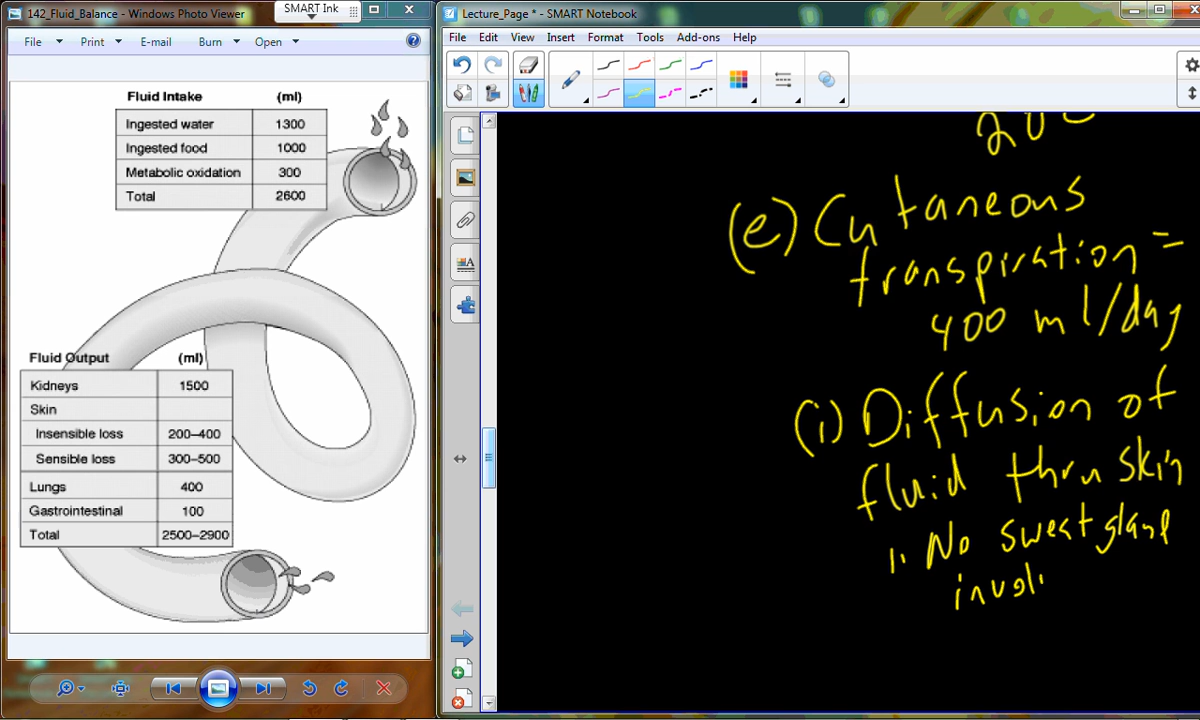 142_Fluid_Balance - Windows Photo Viewer
SMART Ink
File Print E-mail Burn Open
Fluid Intake (ml)
Ingested water 1300
Ingested food 1000
Metabolic oxidation 300
Total 2600
Fluid Output (ml)
Kidneys 1500
Skin
Insensible loss 200–400
Sensible loss 300–500
Lungs 400
Gastrointestinal 100
Total 2500–2900
Lecture_Page * - SMART Notebook
File Edit View Insert Format Tools Add-ons Help
(e) Cutaneous
transpiration =
400 ml/day
(i) Diffusion of
fluid thru skin
1. No sweat gland